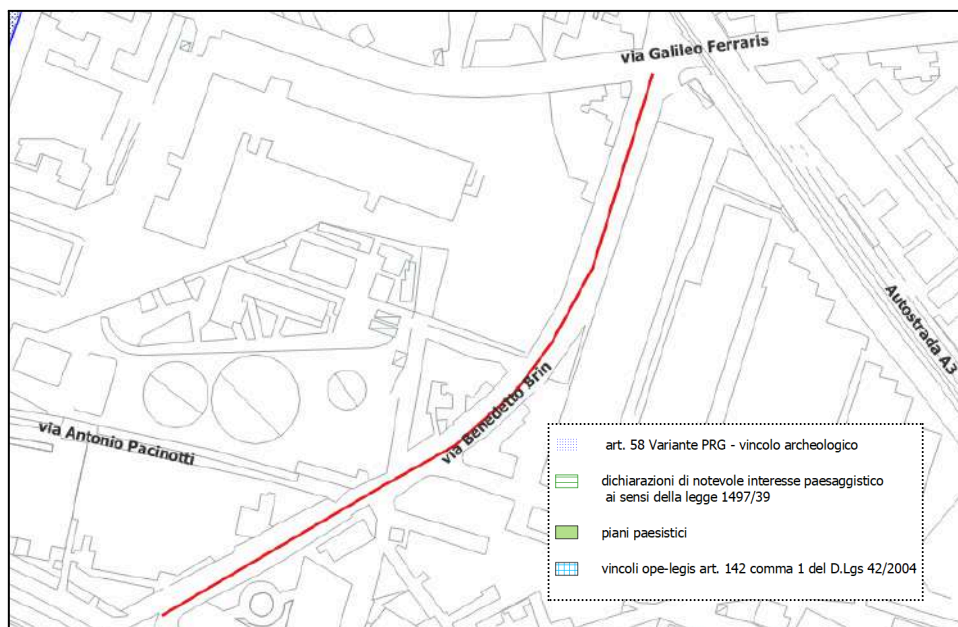 via Galileo Ferraris
Autostrada A3
via Benedetto Brin
via Antonio Pacinotti
art. 58 Variante PRG - vincolo archeologico
dichiarazioni di notevole interesse paesaggistico
ai sensi della legge 1497/39
piani paesistici
vincoli ope-legis art. 142 comma 1 del D.Lgs 42/2004